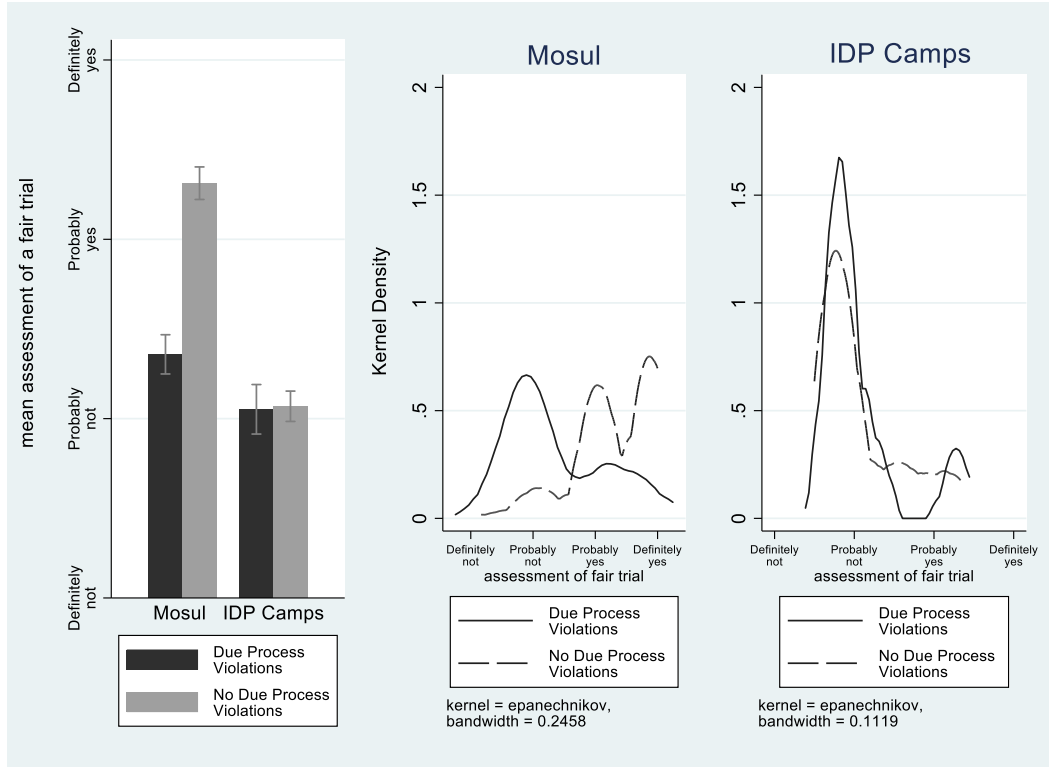 mean assessment of a fair trial
Definitely
yes
Probably
yes
Probably
not
Definitely
not
Mosul IDP Camps
Due Process
Violations
No Due Process
Violations
Mosul
Kernel Density
2
1.5
1
.5
0
Definitely
not
Probably
not
Probably
yes
Definitely
yes
assessment of fair trial
Due Process
Violations
No Due Process
Violations
kernel = epanechnikov,
bandwidth = 0.2458
IDP Camps
2
1.5
1
.5
0
Definitely
not
Probably
not
Probably
yes
Definitely
yes
assessment of fair trial
Due Process
Violations
No Due Process
Violations
kernel = epanechnikov,
bandwidth = 0.1119